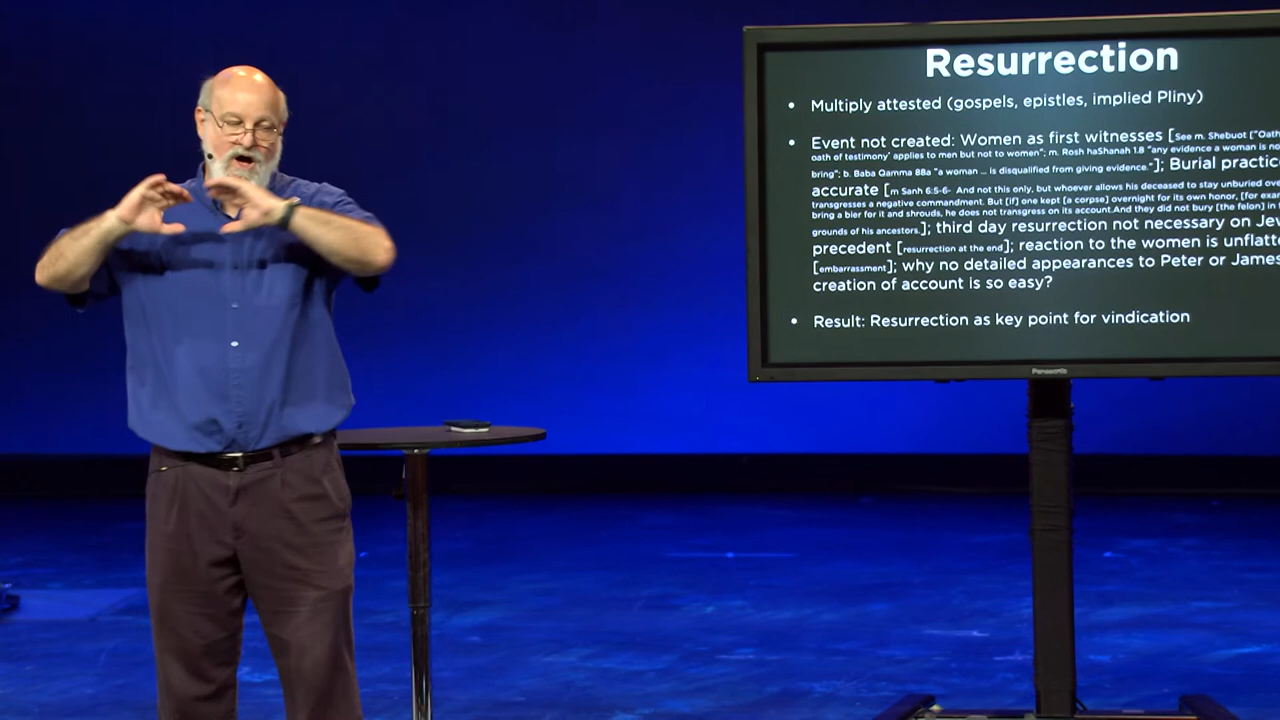 Resurrection
• Multiply attested (gospels, epistles, implied Pliny)
• Event not created: Women as first witnesses [See m. Shebuot ["Oath
oath of testimony' applies to men but not to women"; m. Rosh haShanah 1.8 "any evidence a woman is no
bring"; b. Baba Qamma 88a "a woman ... is disqualified from giving evidence."]; Burial practic
accurate [m Sanh 6:5-6- And not this only, but whoever allows his deceased to stay unburied ove
transgresses a negative commandment. But [if] one kept [a corpse] overnight for its own honor, [for exam
bring a bier for it and shrouds, he does not transgress on its account.And they did not bury [the felon] in t
grounds of his ancestors.]; third day resurrection not necessary on Jew
precedent [resurrection at the end]; reaction to the women is unflatte
[embarrassment]; why no detailed appearances to Peter or James
creation of account is so easy?
• Result: Resurrection as key point for vindication
Panasonic